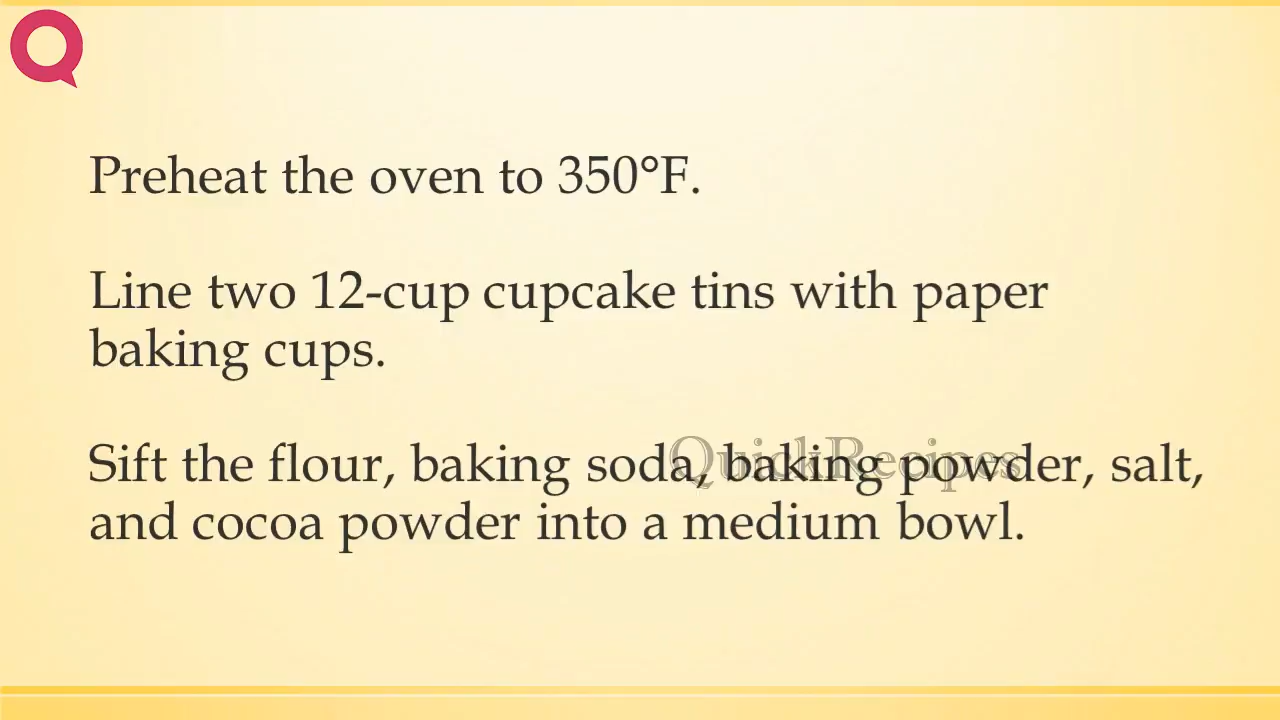 Preheat the oven to 350°F.
Line two 12-cup cupcake tins with paper
baking cups.
Sift the flour, baking soda, baking powder, salt,
and cocoa powder into a medium bowl.
QuickRecipes